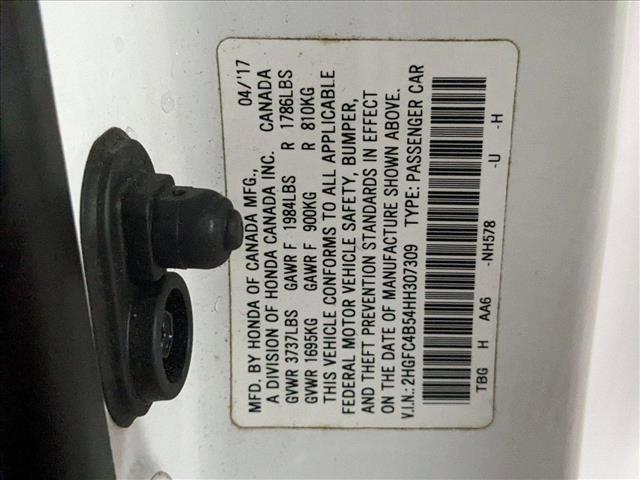 MFD. BY HONDA OF CANADA MFG., 04/'17
A DIVISION OF HONDA CANADA INC. CANADA
GVWR 3737LBS GAWR F 1984LBS R 1786LBS
GVWR 1695KG GAWR F 900KG R 810KG
THIS VEHICLE CONFORMS TO ALL APPLICABLE
FEDERAL MOTOR VEHICLE SAFETY, BUMPER,
AND THEFT PREVENTION STANDARDS IN EFFECT
ON THE DATE OF MANUFACTURE SHOWN ABOVE.
V.I.N.: 2HGFC4B54HH307309 TYPE: PASSENGER CAR
TBG H AA6 -NH578 -U -H